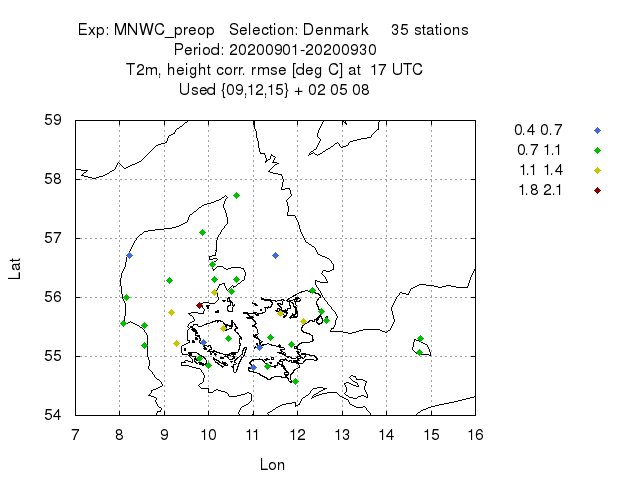 Exp: MNWC_preop   Selection: Denmark     35 stations
Period: 20200901-20200930
T2m, height corr. rmse [deg C] at  17 UTC
Used {09,12,15} + 02 05 08
0.4 0.7
0.7 1.1
1.1 1.4
1.8 2.1
Lat
59
58
57
56
55
54
7 8 9 10 11 12 13 14 15 16
Lon